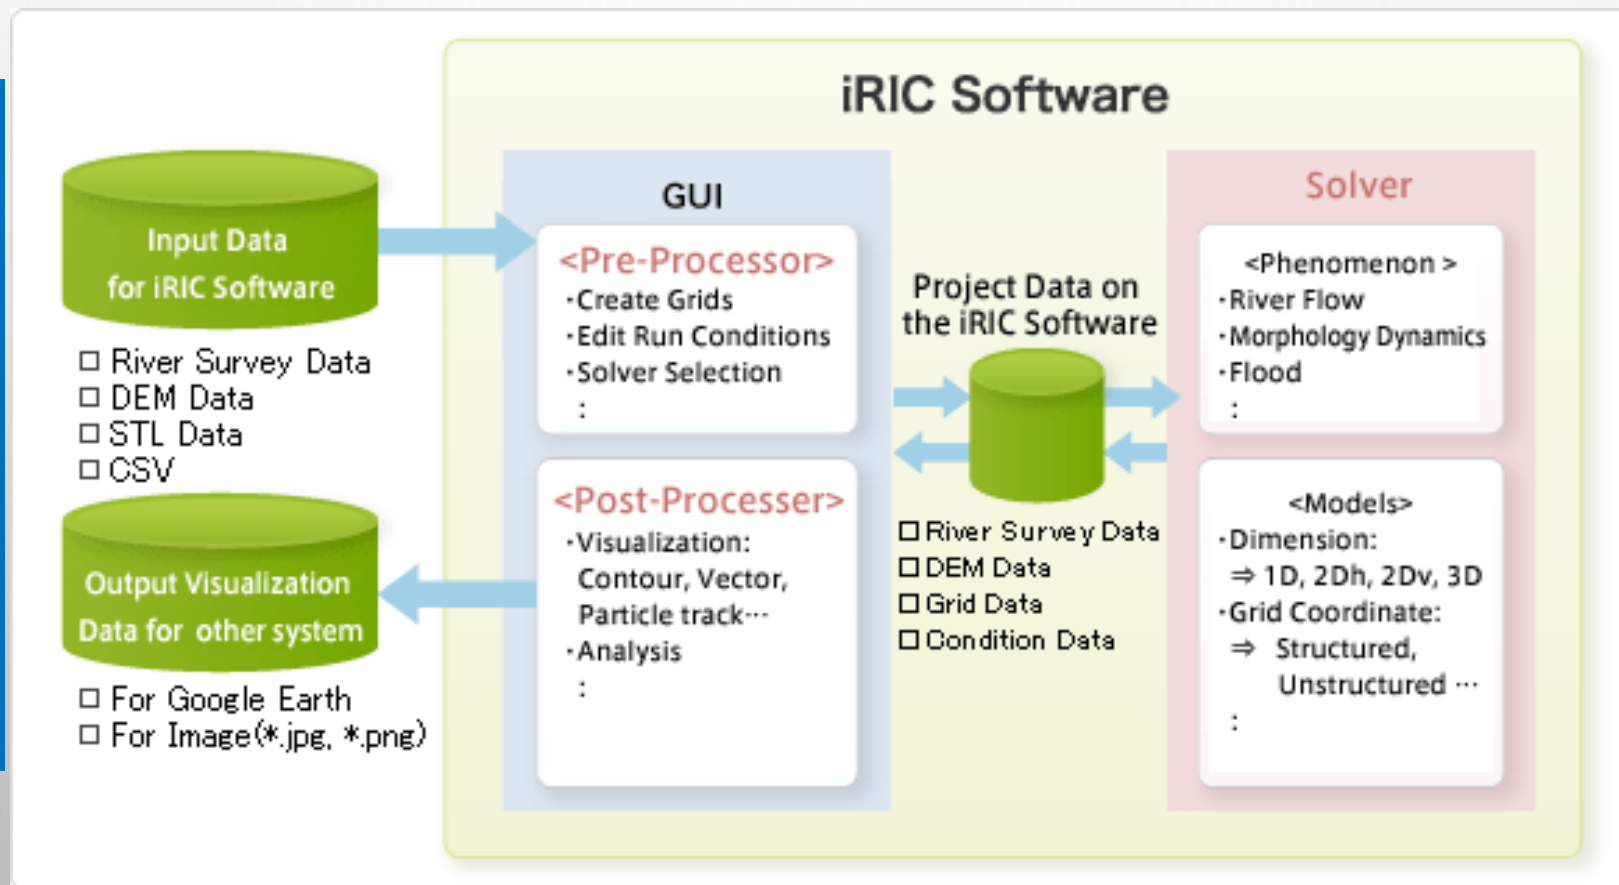 iRIC Software
Input Data
for iRIC Software
□ River Survey Data
□ DEM Data
□ STL Data
□ CSV
Output Visualization
Data for other system
□ For Google Earth
□ For Image(*.jpg, *.png)
GUI
<Pre-Processor>
・Create Grids
・Edit Run Conditions
・Solver Selection
:
<Post-Processer>
・Visualization:
Contour, Vector,
Particle track…
・Analysis
:
Project Data on
the iRIC Software
□ River Survey Data
□ DEM Data
□ Grid Data
□ Condition Data
Solver
<Phenomenon >
・River Flow
・Morphology Dynamics
・Flood
:
<Models>
・Dimension:
⇒ 1D, 2Dh, 2Dv, 3D
・Grid Coordinate:
⇒ Structured,
Unstructured …
: